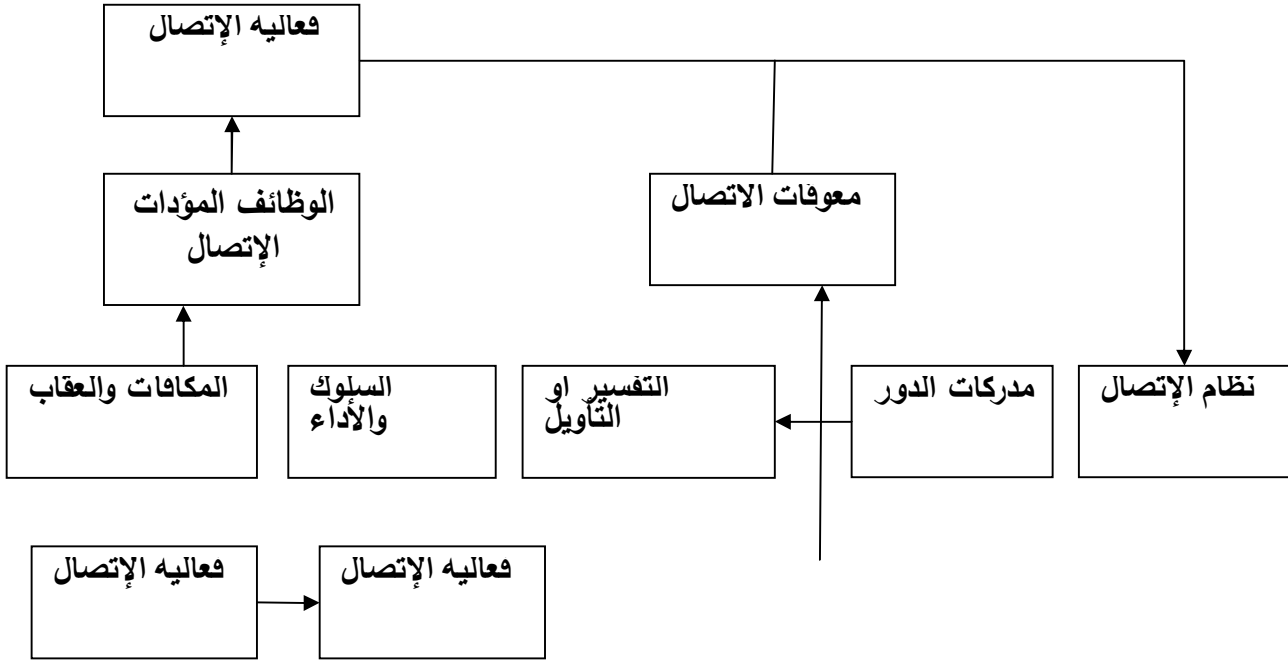 فعاليه الإتصال
الوظائف المؤدات
الإتصال
معوقات الاتصال
نظام الإتصال
مدركات الدور
التفسير او
التأويل
السلوك
والأداء
المكافات والعقاب
فعاليه الإتصال
فعاليه الإتصال